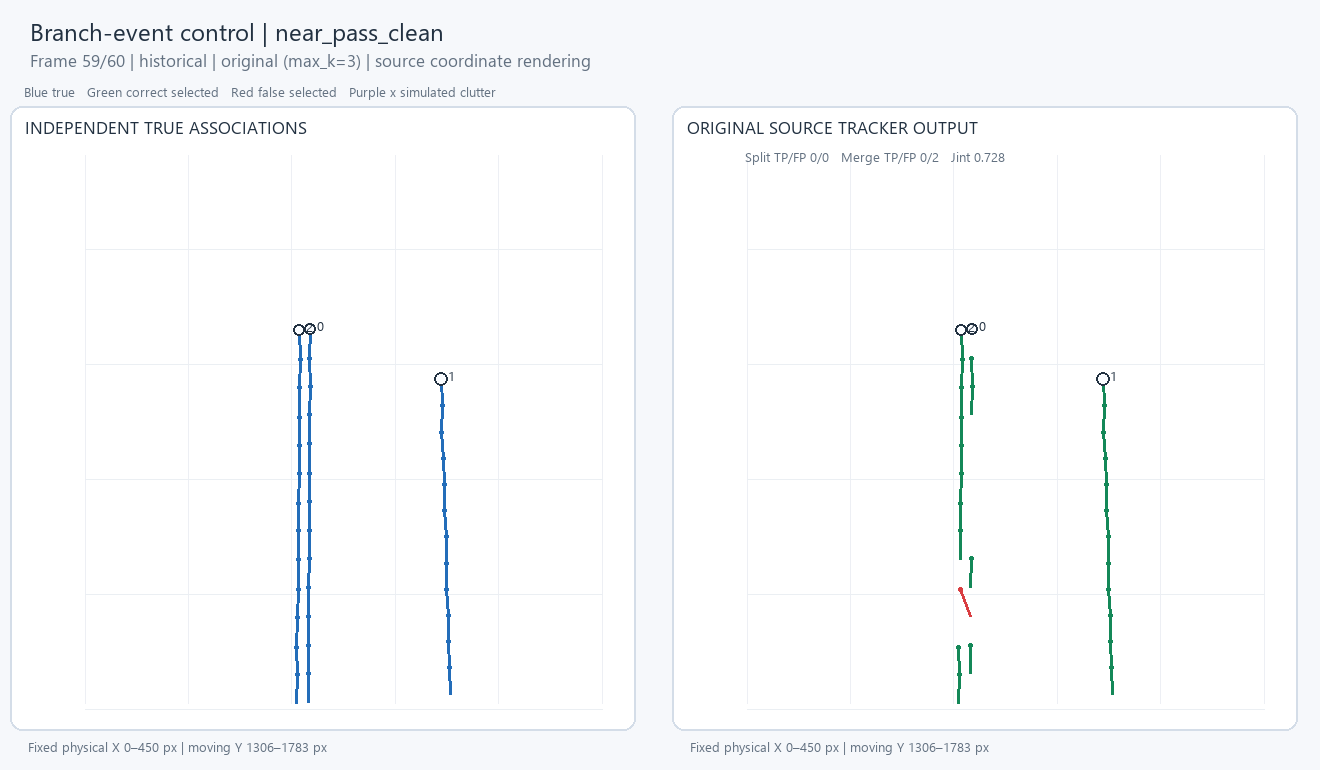 Branch-event control | near_pass_clean
Frame 59/60 | historical | original (max_k=3) | source coordinate rendering
Blue true   Green correct selected   Red false selected   Purple x simulated clutter
INDEPENDENT TRUE ASSOCIATIONS
0
1
Fixed physical X 0–450 px | moving Y 1306–1783 px
ORIGINAL SOURCE TRACKER OUTPUT
Split TP/FP 0/0   Merge TP/FP 0/2   Jint 0.728
0
1
Fixed physical X 0–450 px | moving Y 1306–1783 px